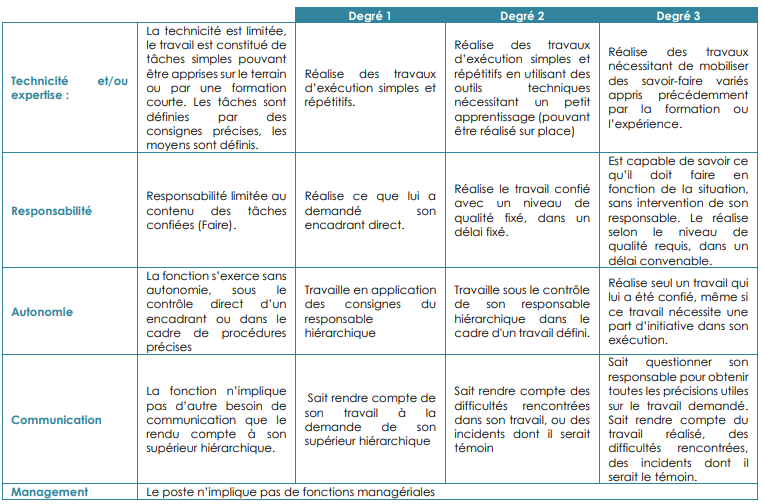 Degré 1 Degré 2 Degré 3
Technicité et/ou
expertise :
La technicité est limitée,
le travail est constitué de
tâches simples pouvant
être apprises sur le terrain
ou par une formation
courte. Les tâches sont
définies par des
consignes précises, les
moyens sont définis.
Réalise des travaux
d’exécution simples et
répétitifs.
Réalise des travaux
d’exécution simples et
répétitifs en utilisant des
outils techniques
nécessitant un petit
apprentissage (pouvant
être réalisé sur place)
Réalise des travaux
nécessitant de mobiliser
des savoir-faire variés
appris précédemment
par la formation ou
l’expérience.
Responsabilité
Responsabilité limitée au
contenu des tâches
confiées (Faire).
Réalise ce que lui a
demandé son
encadrant direct.
Réalise le travail confié
avec un niveau de
qualité fixé, dans un
délai fixé.
Est capable de savoir ce
qu’il doit faire en
fonction de la situation,
sans intervention de son
responsable. Le réalise
selon le niveau de
qualité requis, dans un
délai convenable.
Autonomie
La fonction s’exerce sans
autonomie, sous le
contrôle direct d’un
encadrant ou dans le
cadre de procédures
précises
Travaille en application
des consignes du
responsable
hiérarchique
Travaille sous le contrôle
de son responsable
hiérarchique dans le
cadre d'un travail défini.
Réalise seul un travail qui
lui a été confié, même si
ce travail nécessite une
part d’initiative dans son
exécution.
Communication
La fonction n’implique
pas d’autre besoin de
communication que le
rendu compte à son
supérieur hiérarchique.
Sait rendre compte de
son travail à la
demande de son
supérieur hiérarchique
Sait rendre compte des
difficultés rencontrées
dans son travail, ou des
incidents dont il serait
témoin
Sait questionner son
responsable pour obtenir
toutes les précisions utiles
sur le travail demandé.
Sait rendre compte du
travail réalisé, des
difficultés rencontrées,
des incidents dont il
serait le témoin.
Management
Le poste n’implique pas de fonctions managériales